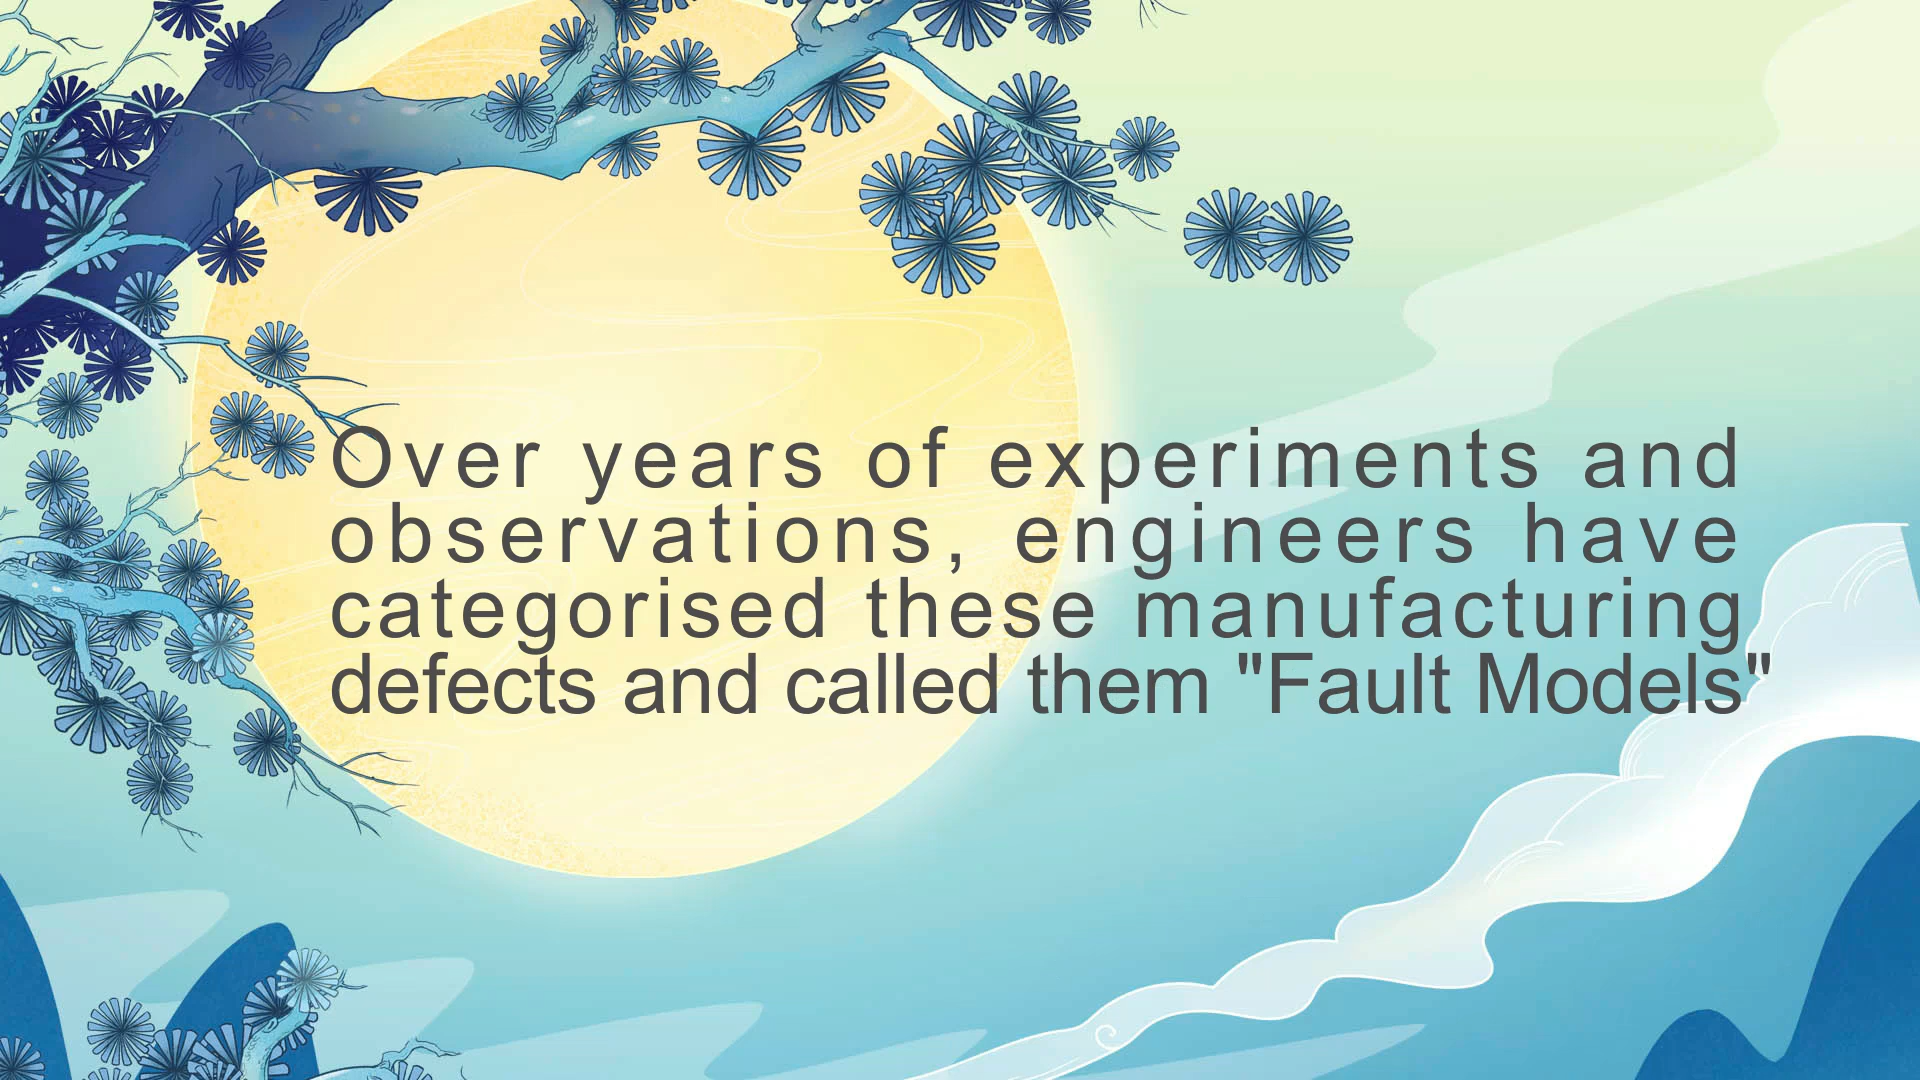 Over years of experiments and
observations, engineers have
categorised these manufacturing
defects and called them "Fault Models"